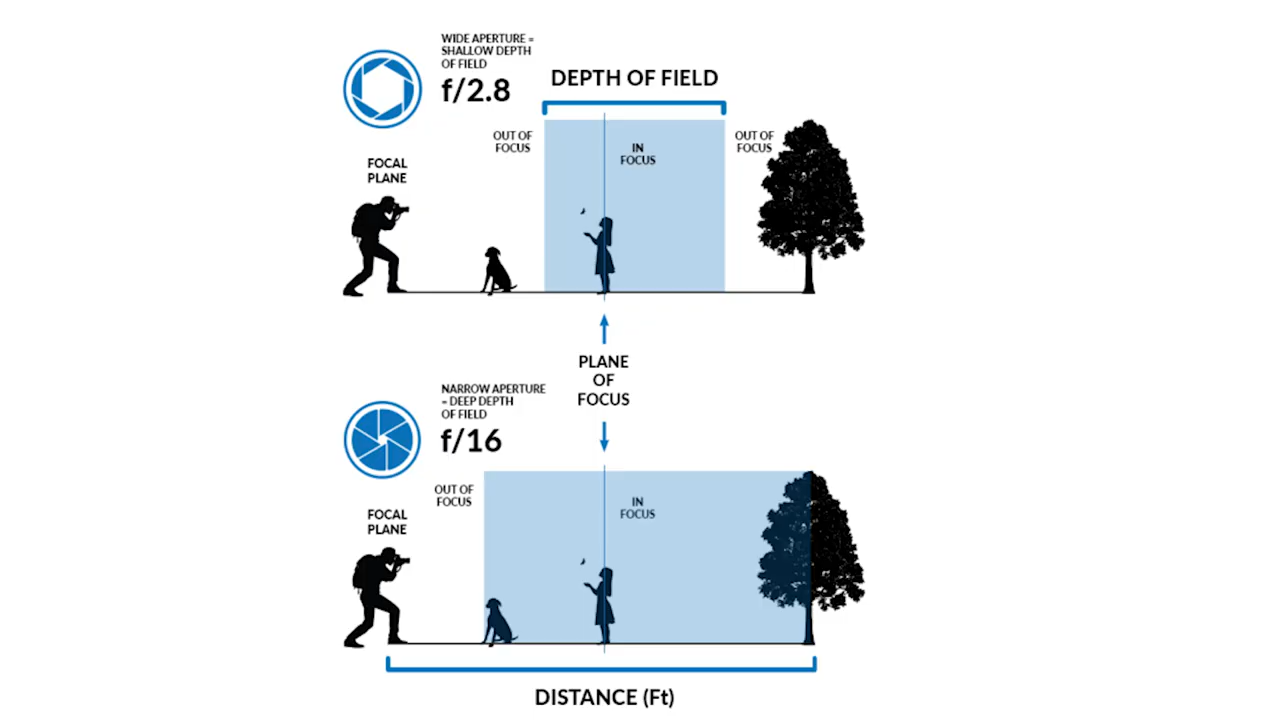 WIDE APERTURE =
SHALLOW DEPTH
OF FIELD
f/2.8
DEPTH OF FIELD
OUT OF
FOCUS
IN
FOCUS
OUT OF
FOCUS
FOCAL
PLANE
PLANE
OF
FOCUS
NARROW APERTURE
= DEEP DEPTH
OF FIELD
f/16
OUT OF
FOCUS
IN
FOCUS
FOCAL
PLANE
DISTANCE (Ft)